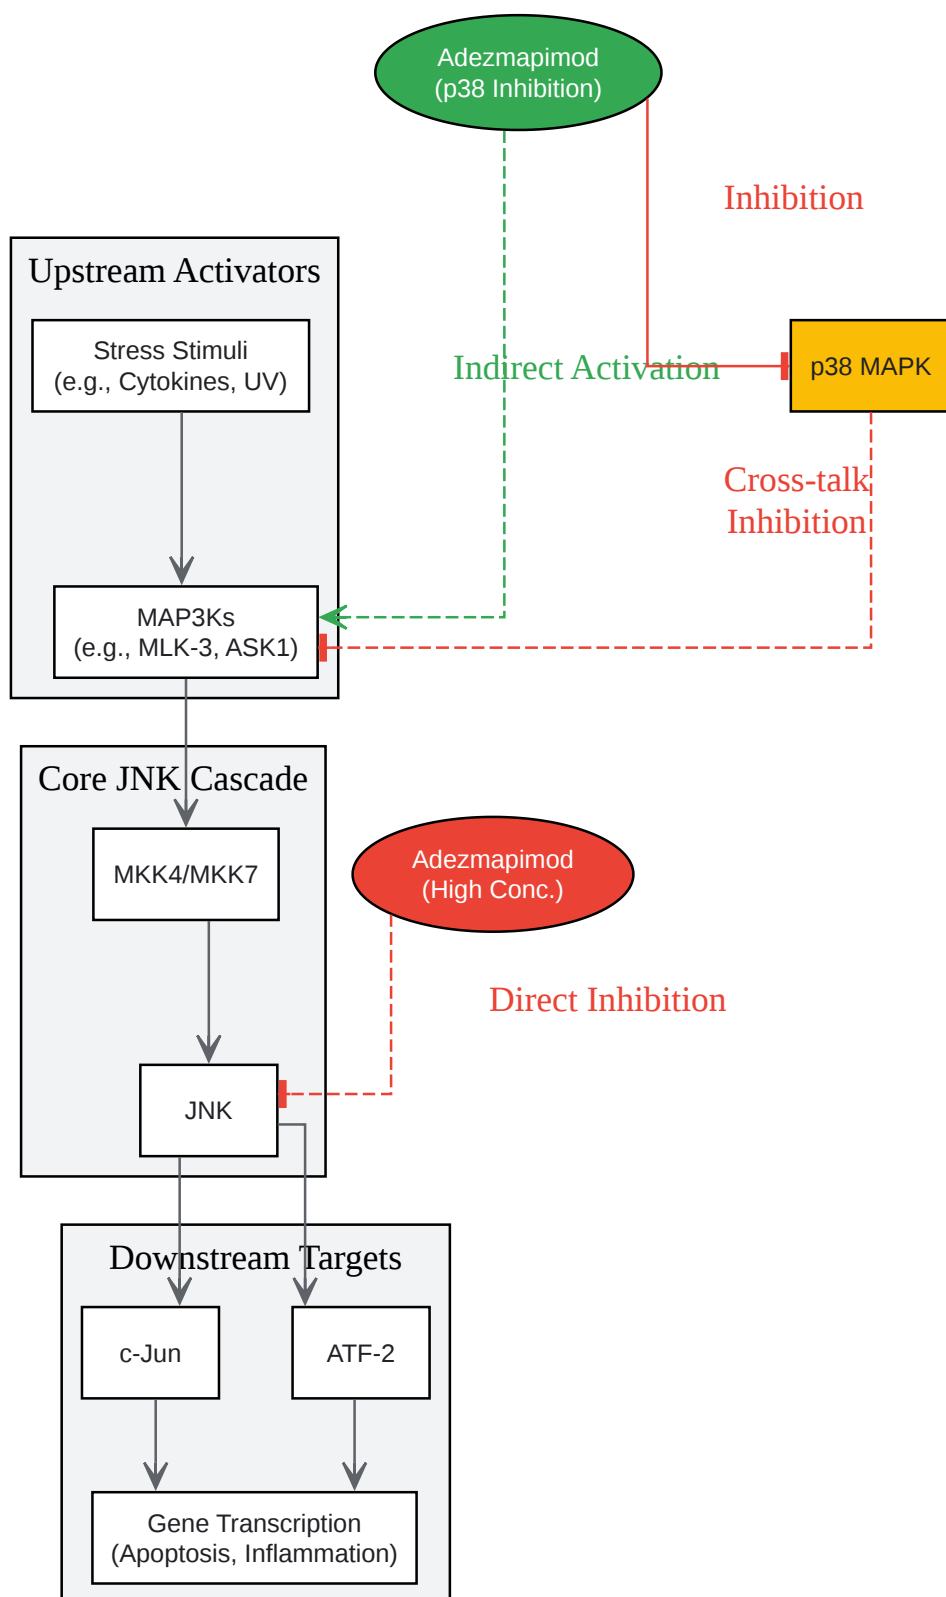 Adezmapimod
(p38 Inhibition)
Inhibition
Upstream Activators
Stress Stimuli
(e.g., Cytokines, UV)
Indirect Activation
p38 MAPK
Cross-talk
Inhibition
MAP3Ks
(e.g., MLK-3, ASK1)
Core JNK Cascade
MKK4/MKK7
Adezmapimod
(High Conc.)
Direct Inhibition
JNK
Downstream Targets
c-Jun
ATF-2
Gene Transcription
(Apoptosis, Inflammation)